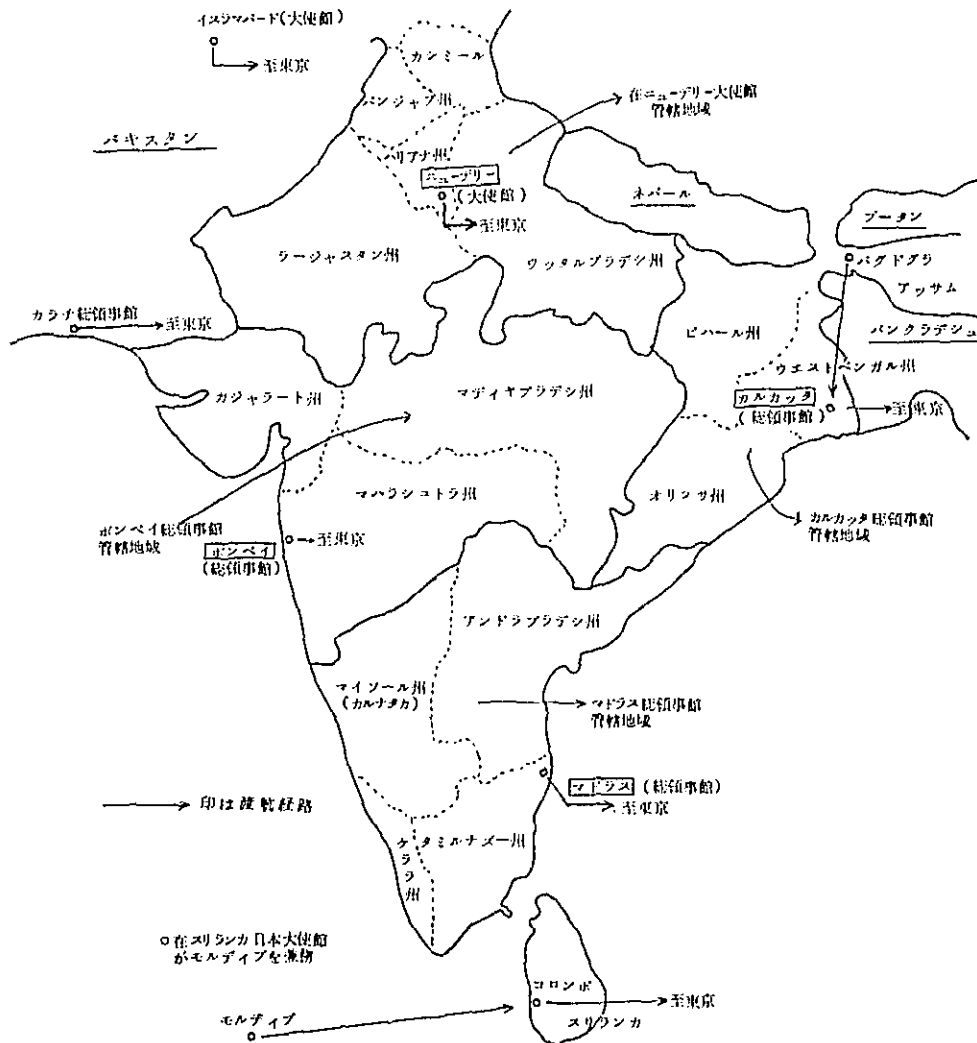 イスラマバード(大使館)
至東京
カシミール
パンジャブ州
在ニューデリー大使館
管轄地域
パキスタン
ハリアナ州
ニューデリー
(大使館)
至東京
ネパール
ブータン
バグドグラ
アッサム
バングラデシュ
ラージャスタン州
ウッタルプラデシ州
カラチ総領事館
至東京
ビハール州
ウエストベンガル州
カルカッタ
(総領事館)
至東京
ガジャラート州
マディヤプラデシ州
マハラシュトラ州
オリッサ州
ボンベイ総領事館
管轄地域
ボンベイ
(総領事館)
至東京
カルカッタ総領事館
管轄地域
アンドラプラデシ州
マイソール州
(カルナタカ)
マドラス総領事館
管轄地域
マドラス (総領事館)
至東京
印は渡航経路
ケララ州
タミルナズー州
在スリランカ日本大使館
がモルディブを兼務
コロンボ
至東京
スリランカ
モルディブ